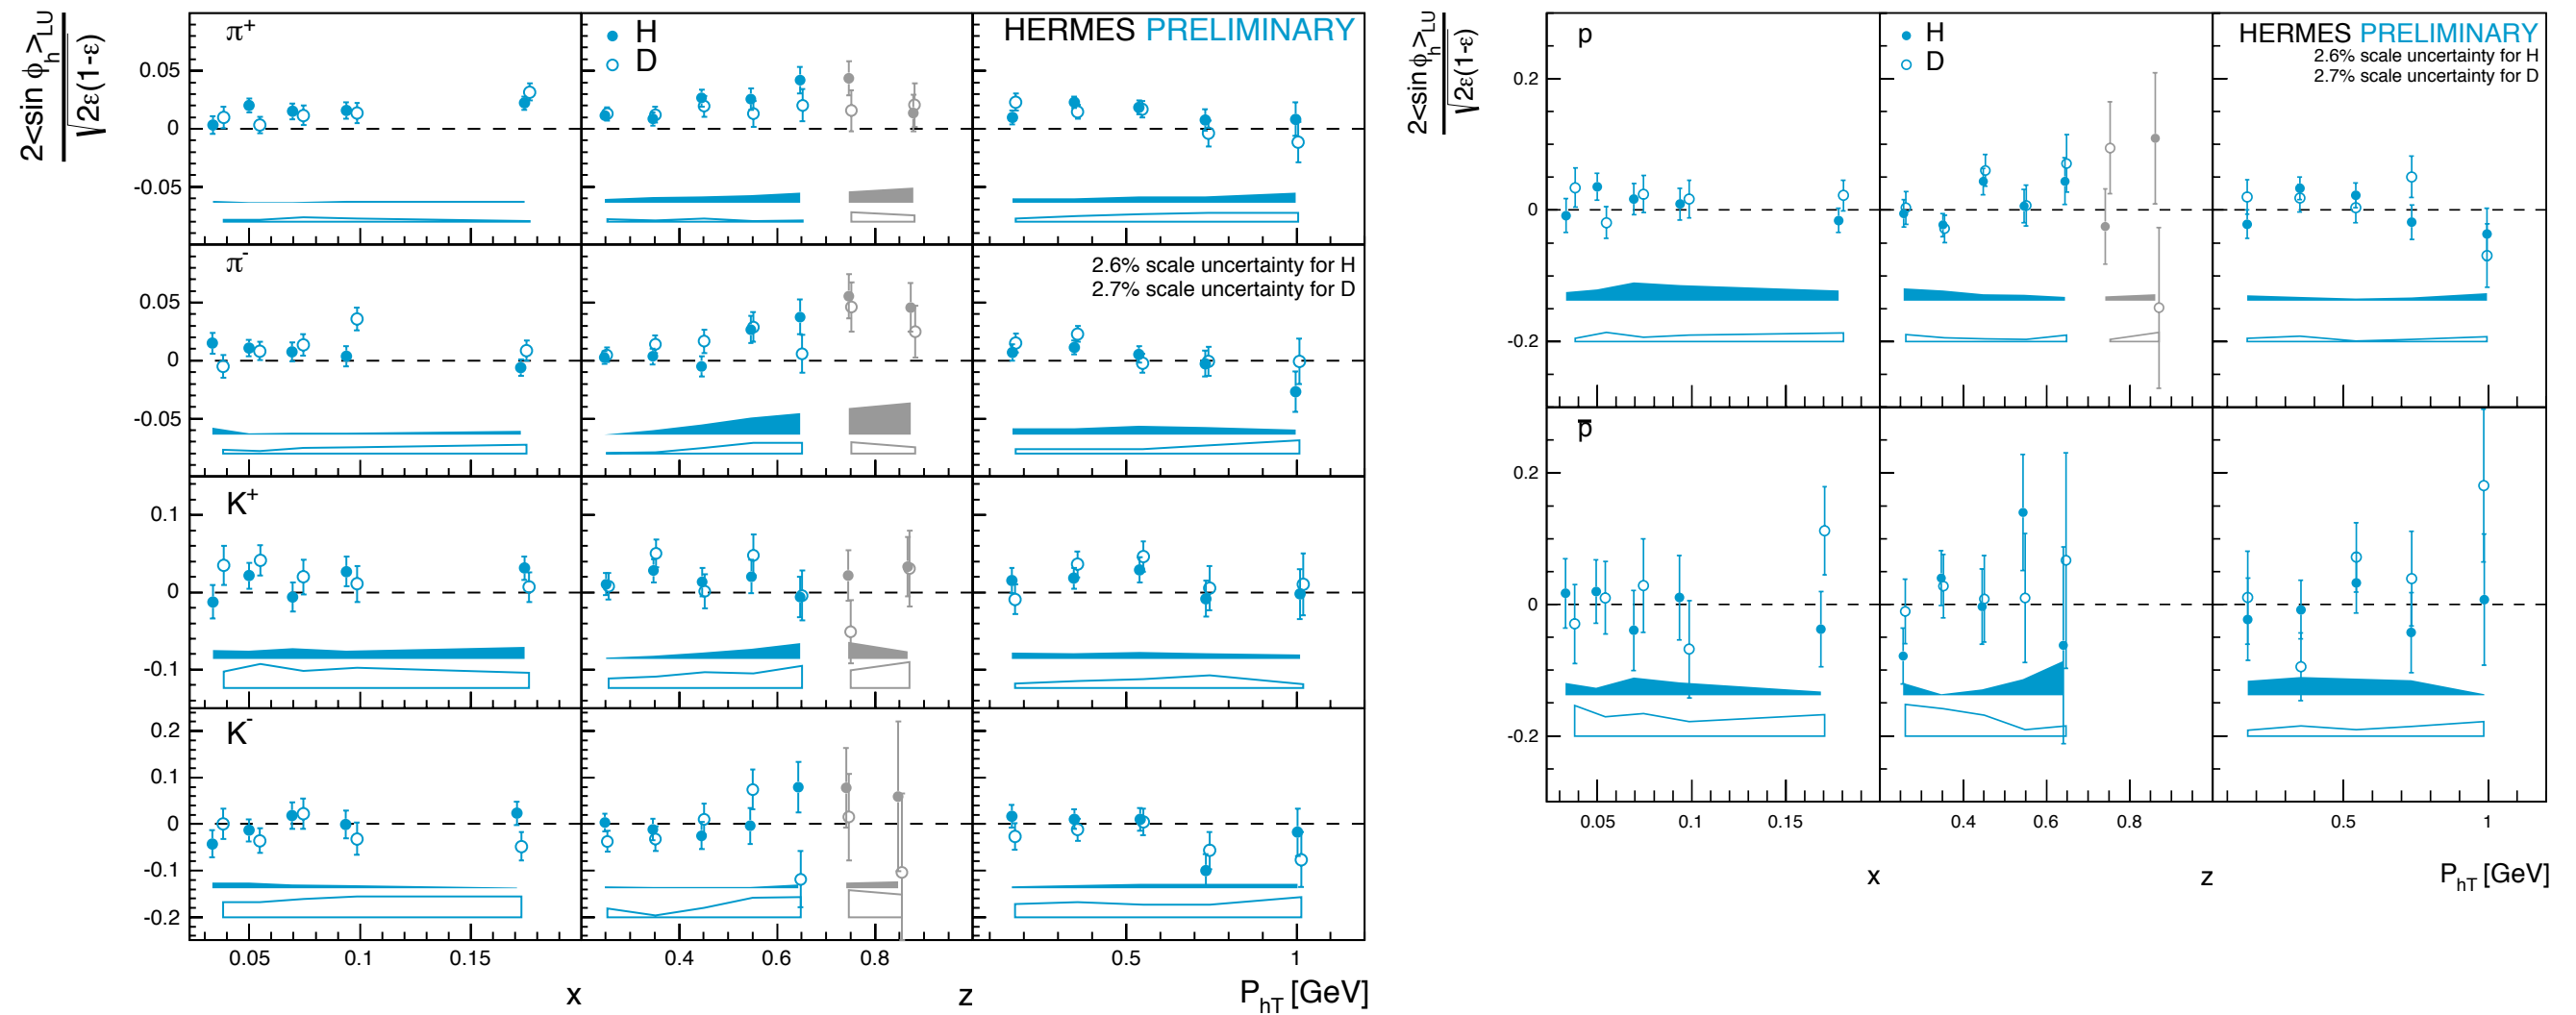 2<sin ϕh>LU
√2ε(1-ε)
π+
H
D
HERMES PRELIMINARY
0.05
0
-0.05
π-
2.6% scale uncertainty for H
2.7% scale uncertainty for D
0.05
0
-0.05
K+
0.1
0
-0.1
K-
0.2
0.1
0
-0.1
-0.2
0.05 0.1 0.15 0.4 0.6 0.8 0.5 1
x z PhT [GeV]
2<sin ϕh>LU
√2ε(1-ε)
p
H
D
HERMES PRELIMINARY
2.6% scale uncertainty for H
2.7% scale uncertainty for D
0.2
0
-0.2
p̅
0.2
0
-0.2
0.05 0.1 0.15 0.4 0.6 0.8 0.5 1
x z PhT [GeV]